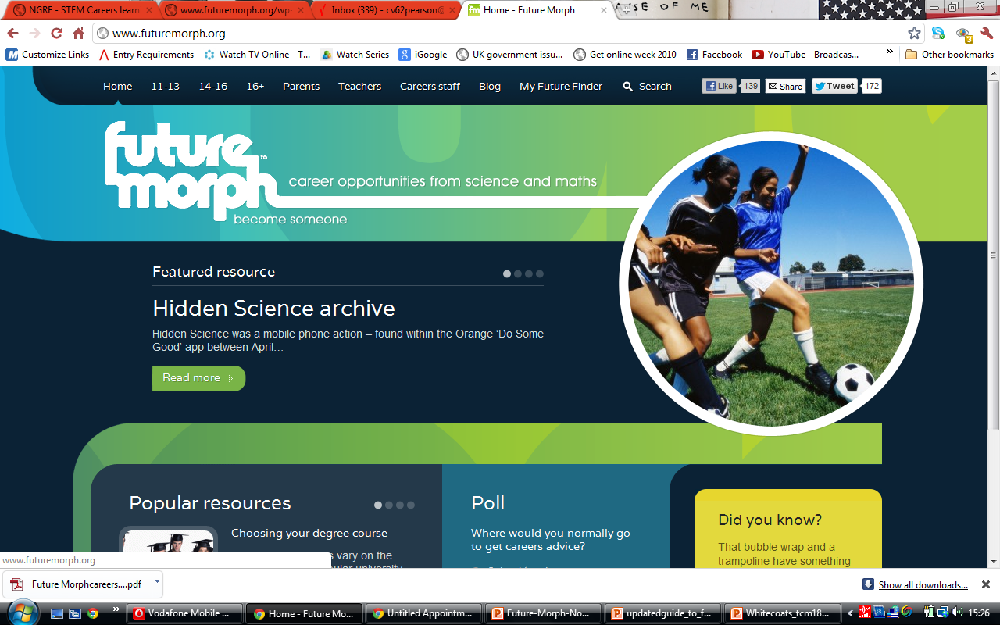 NGRF - STEM Careers learn
www.futuremorph.org/wp-
Inbox (339) - cv62pearson@
Home - Future Morph
USE OF ME
www.futuremorph.org
3
Customize Links
Entry Requirements
Watch TV Online - T...
Watch Series
iGoogle
UK government issu...
Get online week 2010
Facebook
YouTube - Broadcas...
»
Other bookmarks
Home 11-13 14-16 16+ Parents Teachers Careers staff Blog My Future Finder Search
Like 139 Share Tweet 172
future™
morph
career opportunities from science and maths
become someone
Featured resource
Hidden Science archive
Hidden Science was a mobile phone action – found within the Orange ‘Do Some
Good’ app between April…
Read more
Popular resources
Choosing your degree course
vary on the
Poll
Where would you normally go
to get careers advice?
Did you know?
That bubble wrap and a
trampoline have something
www.futuremorph.org
Future Morphcareers....pdf
Show all downloads...
»
Vodafone Mobile ...
Home - Future Mo...
Untitled Appointm...
Future-Morph-No...
updatedguide_to_f...
Whitecoats_tcm18...
15:26